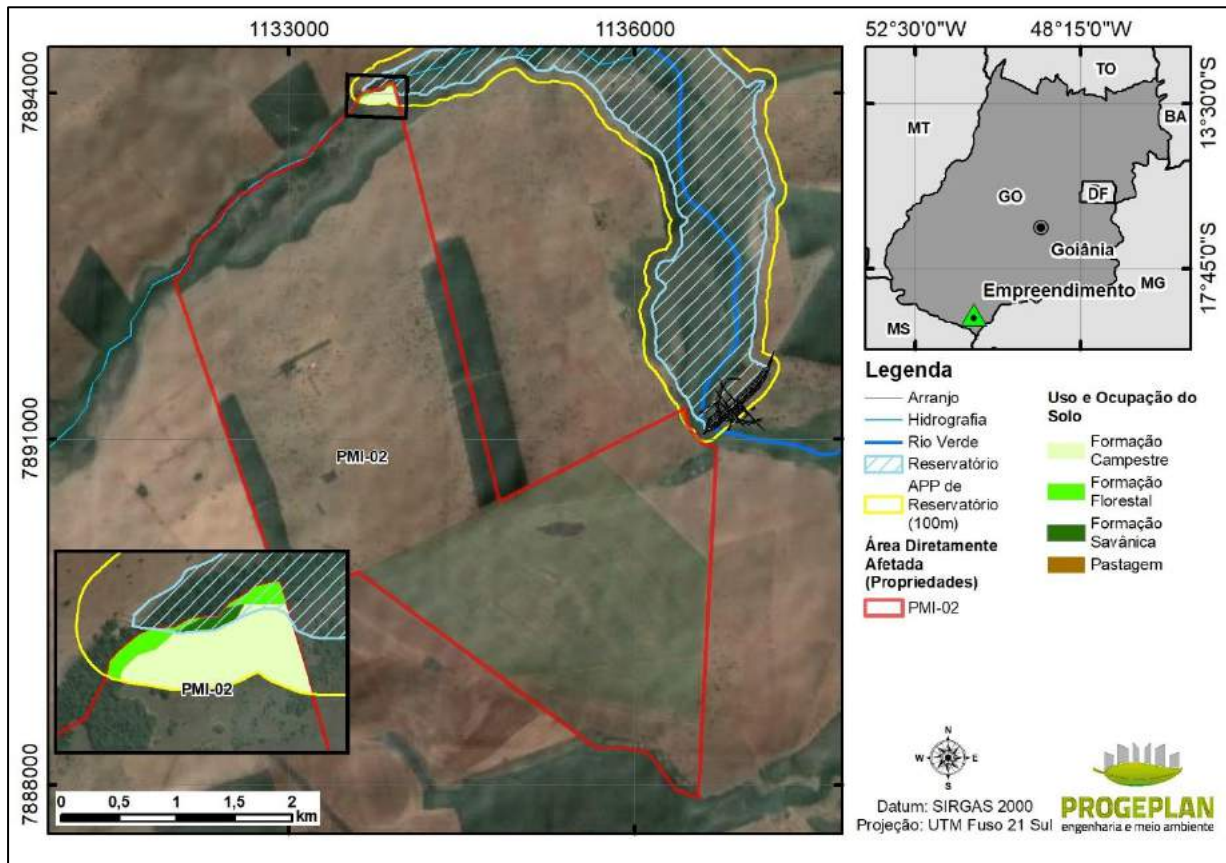 1133000
1136000
52°30'0"W
48°15'0"W
7894000
7891000
7888000
13°30'0"S
17°45'0"S
TO
BA
MT
GO
DF
Goiânia
Empreendimento
MG
MS
PMI-02
PMI-02
0 0,5 1 1,5 2
km
Legenda
Arranjo
Hidrografia
Rio Verde
Reservatório
APP de
Reservatório
(100m)
Área Diretamente
Afetada
(Propriedades)
PMI-02
Uso e Ocupação do
Solo
Formação
Campestre
Formação
Florestal
Formação
Savânica
Pastagem
N
W E
S
Datum: SIRGAS 2000
Projeção: UTM Fuso 21 Sul
PROGEPLAN
engenharia e meio ambiente